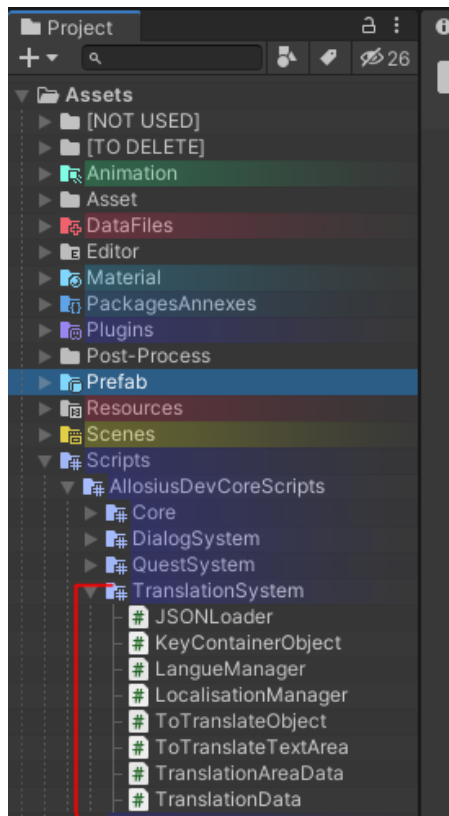 Project
26
Assets
[NOT USED]
[TO DELETE]
Animation
Asset
DataFiles
Editor
Material
PackagesAnnexes
Plugins
Post-Process
Prefab
Resources
Scenes
Scripts
AllosiusDevCoreScripts
Core
DialogSystem
QuestSystem
TranslationSystem
# JSONLoader
# KeyContainerObject
# LangueManager
# LocalisationManager
# ToTranslateObject
# ToTranslateTextArea
# TranslationAreaData
# TranslationData